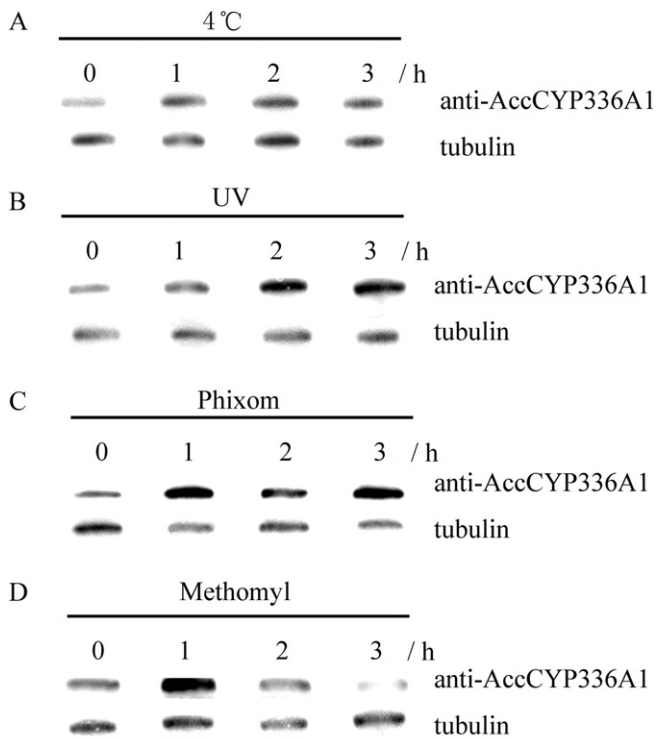 A
4℃
0 1 2 3 / h
anti-AccCYP336A1
tubulin
B
UV
0 1 2 3 / h
anti-AccCYP336A1
tubulin
C
Phixom
0 1 2 3 / h
anti-AccCYP336A1
tubulin
D
Methomyl
0 1 2 3 / h
anti-AccCYP336A1
tubulin